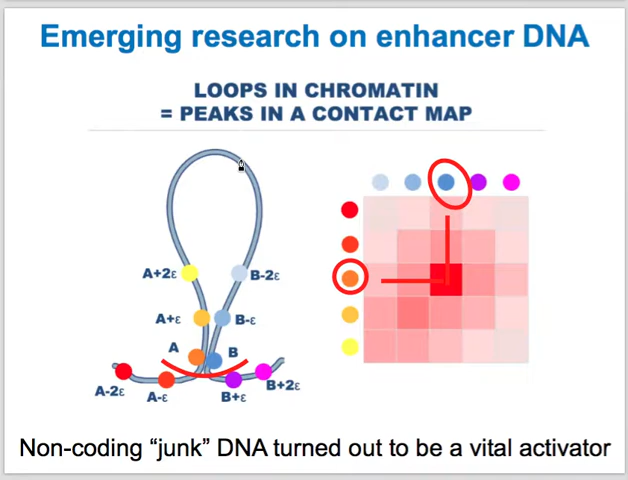 Emerging research on enhancer DNA
LOOPS IN CHROMATIN
= PEAKS IN A CONTACT MAP
A+2ε
B-2ε
A+ε
B-ε
A
B
A-2ε
A-ε
B+ε
B+2ε
Non-coding “junk” DNA turned out to be a vital activator